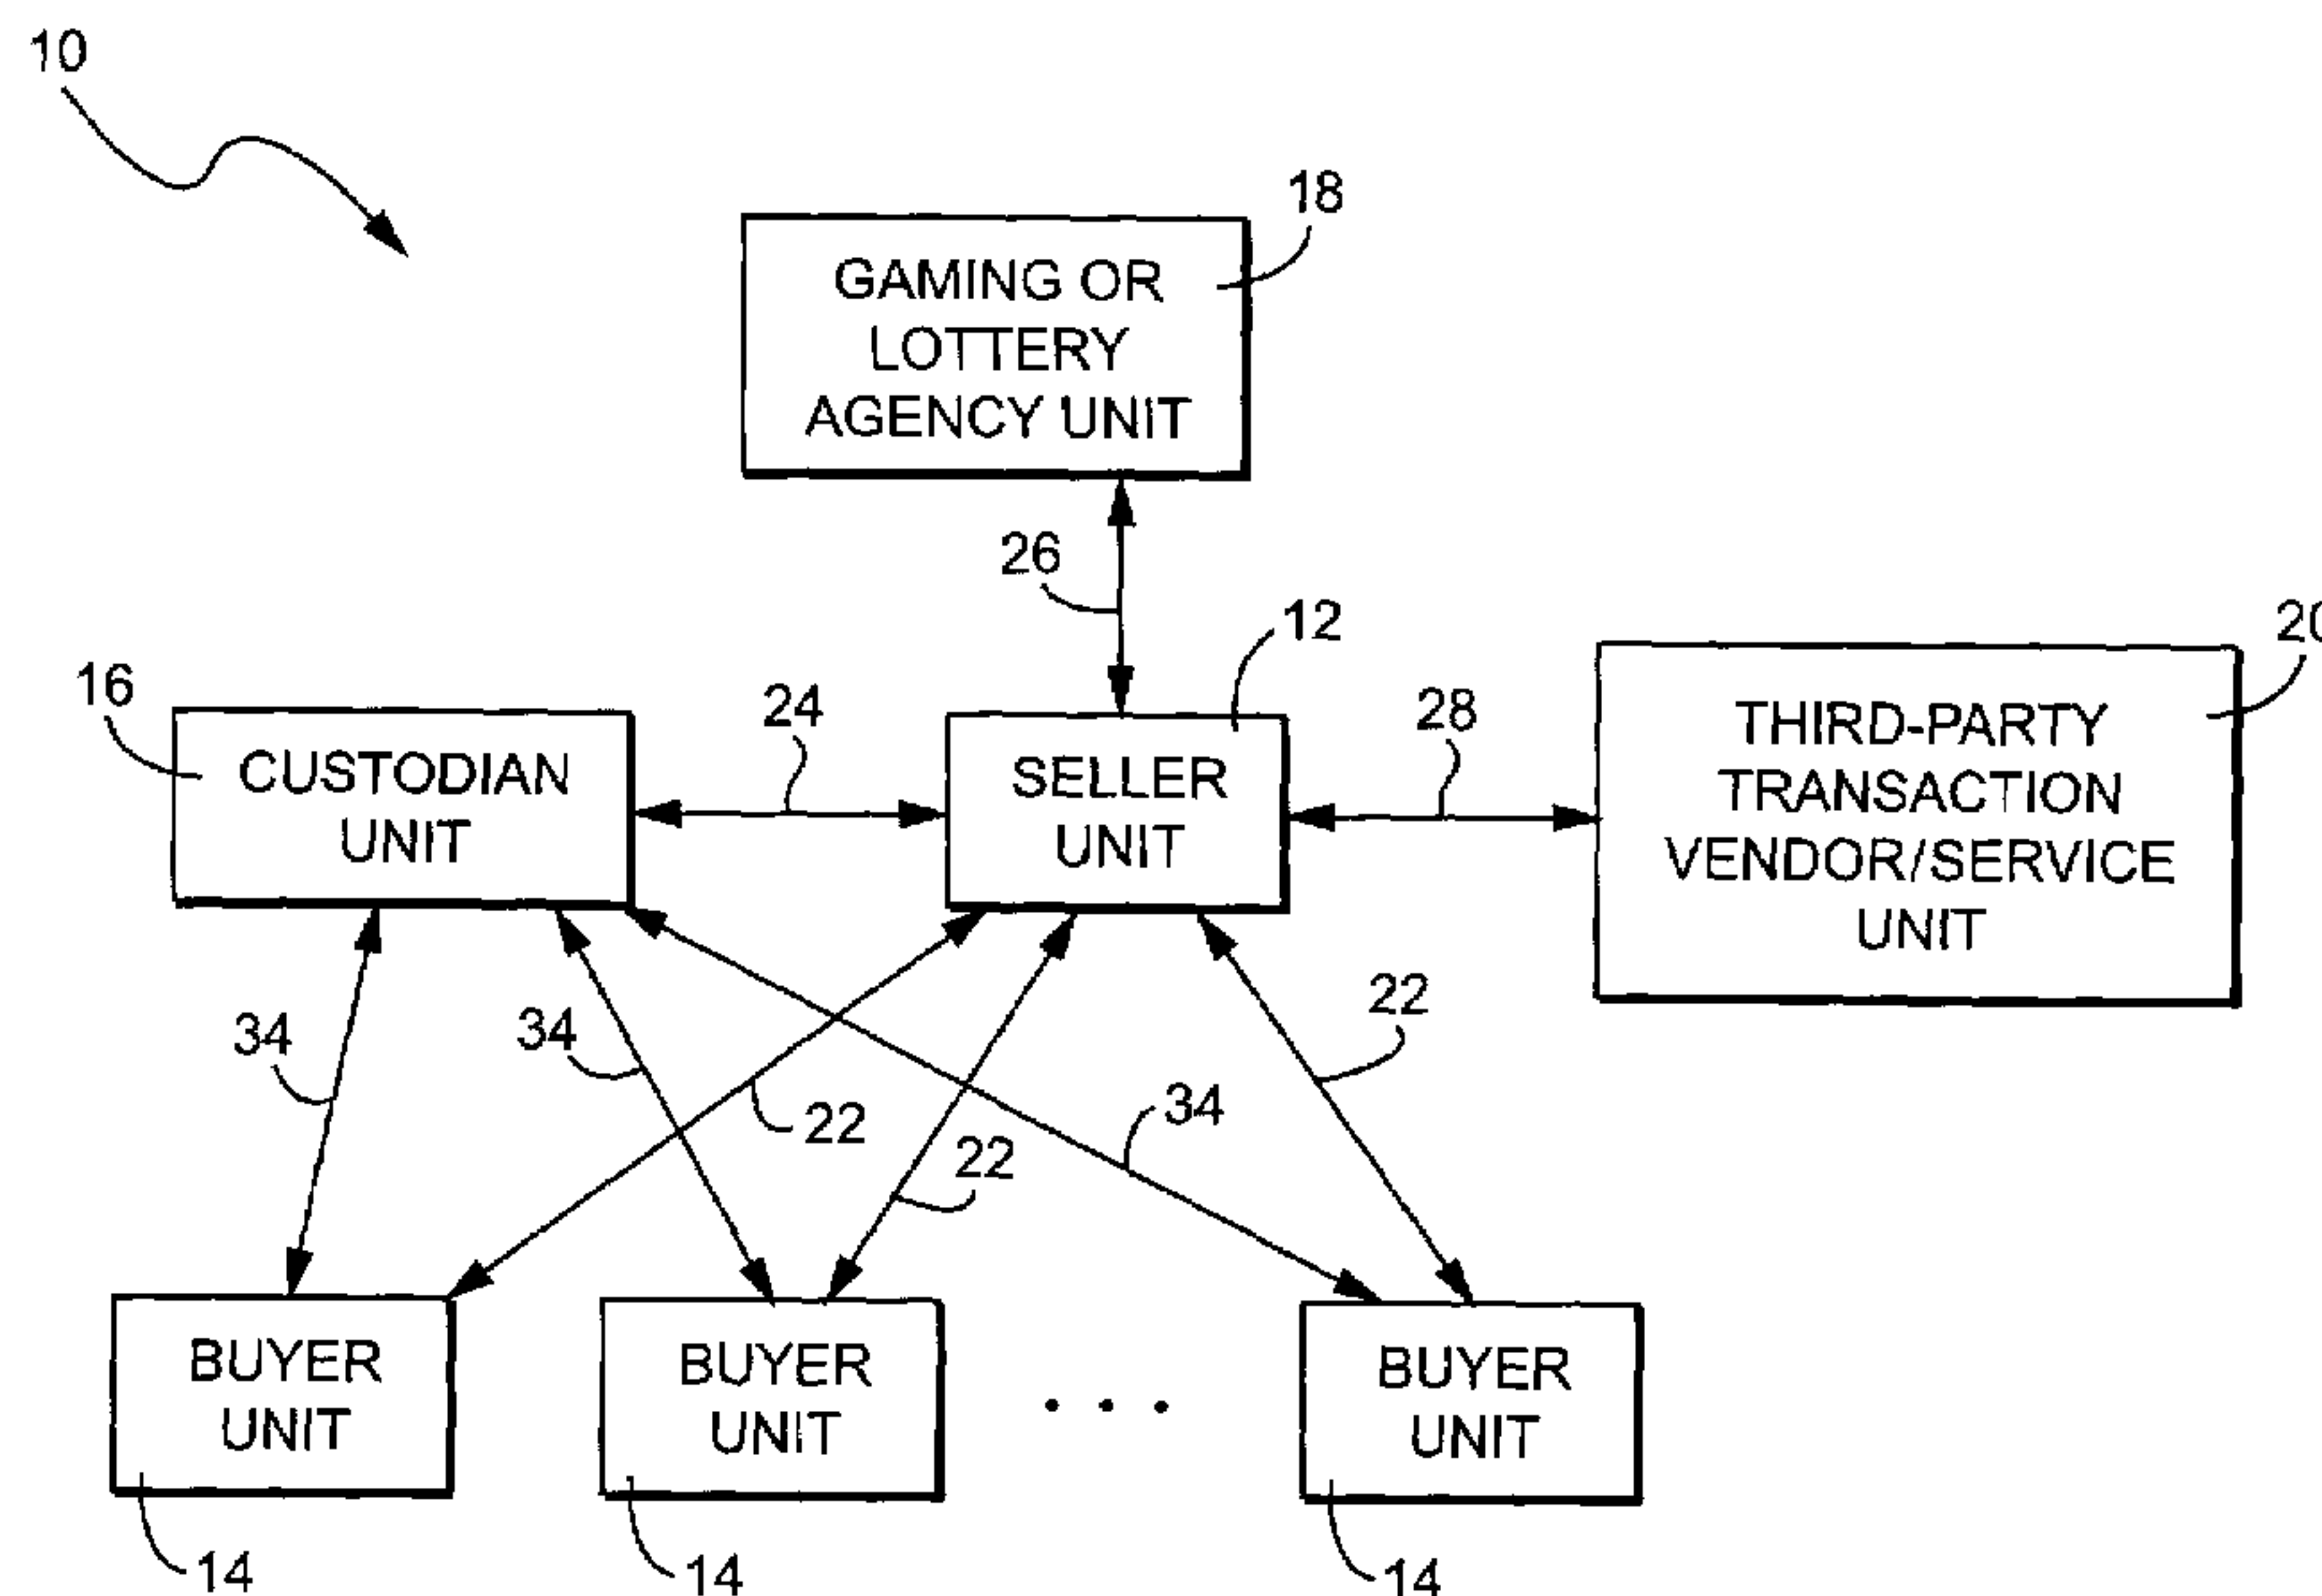 10
18
GAMING OR
LOTTERY
AGENCY UNIT
26
12
20
16
24
28
CUSTODIAN
UNIT
SELLER
UNIT
THIRD-PARTY
TRANSACTION
VENDOR/SERVICE
UNIT
34
34
22
22
22
34
BUYER
UNIT
BUYER
UNIT
. . .
BUYER
UNIT
14
14
14